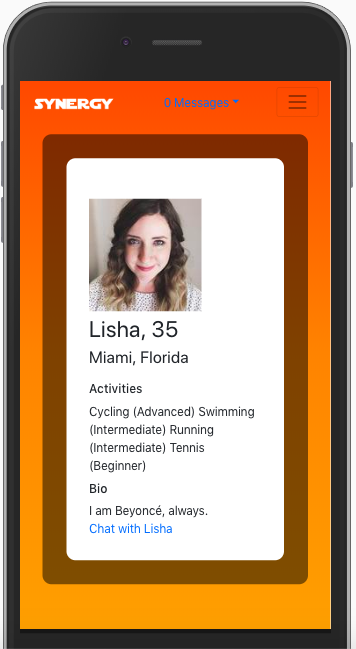 SYNERGY
0 Messages
Lisha, 35
Miami, Florida
Activities
Cycling (Advanced) Swimming
(Intermediate) Running
(Intermediate) Tennis
(Beginner)
Bio
I am Beyoncé, always.
Chat with Lisha